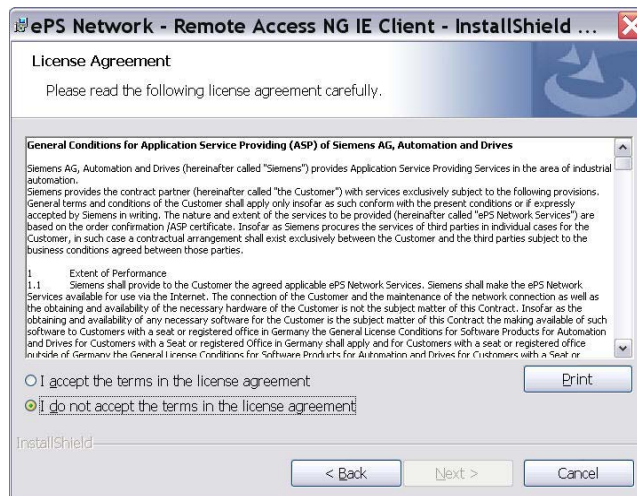 ePS Network - Remote Access NG IE Client - InstallShield ...
License Agreement
Please read the following license agreement carefully.
General Conditions for Application Service Providing (ASP) of Siemens AG, Automation and Drives
Siemens AG, Automation and Drives (hereinafter called "Siemens") provides Application Service Providing Services in the area of industrial
automation.
Siemens provides the contract partner (hereinafter called "the Customer") with services exclusively subject to the following provisions.
General terms and conditions of the Customer shall apply only insofar as such conform with the present conditions or if expressly
accepted by Siemens in writing. The nature and extent of the services to be provided (hereinafter called "ePS Network Services") are
based on the order confirmation /ASP certificate. Insofar as Siemens procures the services of third parties in individual cases for the
Customer, in such case a contractual arrangement shall exist exclusively between the Customer and the third parties subject to the
business conditions agreed between those parties.
1 Extent of Performance
1.1 Siemens shall provide to the Customer the agreed applicable ePS Network Services. Siemens shall make the ePS Network
Services available for use via the Internet. The connection of the Customer and the maintenance of the network connection as well as
the obtaining and availability of the necessary hardware of the Customer is not the subject matter of this Contract. Insofar as the
obtaining and availability of any necessary software for the Customer is the subject matter of this Contract the making available of such
software to Customers with a seat or registered office in Germany the General License Conditions for Software Products for Automation
and Drives for Customers with a Seat or Registered Office in Germany shall apply and for Customers with a seat or registered office
outside of Germany the General License Conditions for Software Products for Automation and Drives for Customers with a Seat or
I accept the terms in the license agreement
Print
I do not accept the terms in the license agreement
InstallShield
< Back
Next >
Cancel